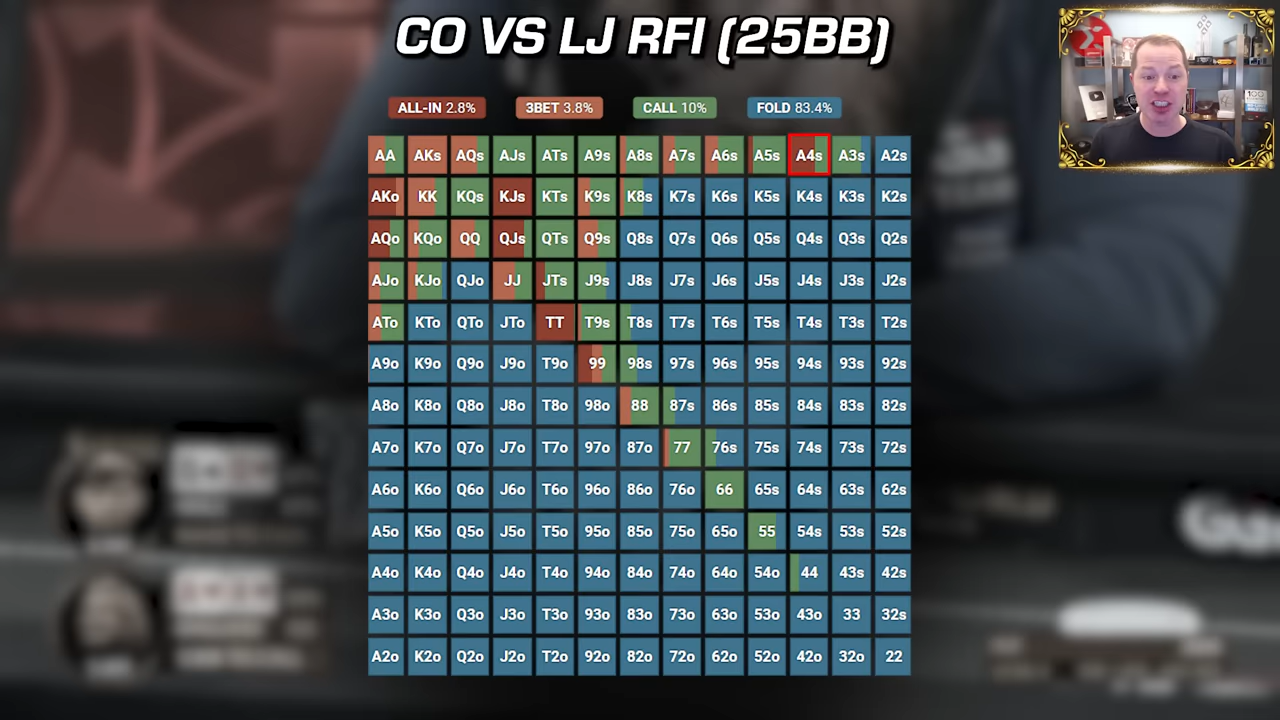 CO VS LJ RFI (25BB)
ALL-IN 2.8% 3BET 3.8% CALL 10% FOLD 83.4%
AA AKs AQs AJs ATs A9s A8s A7s A6s A5s A4s A3s A2s
AKo KK KQs KJs KTs K9s K8s K7s K6s K5s K4s K3s K2s
AQo KQo QQ QJs QTs Q9s Q8s Q7s Q6s Q5s Q4s Q3s Q2s
AJo KJo QJo JJ JTs J9s J8s J7s J6s J5s J4s J3s J2s
ATo KTo QTo JTo TT T9s T8s T7s T6s T5s T4s T3s T2s
A9o K9o Q9o J9o T9o 99 98s 97s 96s 95s 94s 93s 92s
A8o K8o Q8o J8o T8o 98o 88 87s 86s 85s 84s 83s 82s
A7o K7o Q7o J7o T7o 97o 87o 77 76s 75s 74s 73s 72s
A6o K6o Q6o J6o T6o 96o 86o 76o 66 65s 64s 63s 62s
A5o K5o Q5o J5o T5o 95o 85o 75o 65o 55 54s 53s 52s
A4o K4o Q4o J4o T4o 94o 84o 74o 64o 54o 44 43s 42s
A3o K3o Q3o J3o T3o 93o 83o 73o 63o 53o 43o 33 32s
A2o K2o Q2o J2o T2o 92o 82o 72o 62o 52o 42o 32o 22